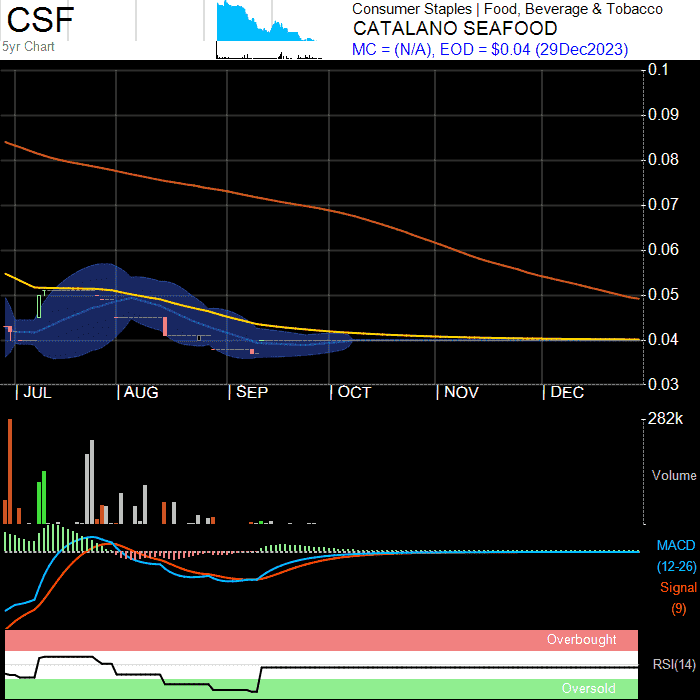 CSF
5yr Chart
Consumer Staples | Food, Beverage & Tobacco
CATALANO SEAFOOD
MC = (N/A), EOD = $0.04 (29Dec2023)
0.1
0.09
0.08
0.07
0.06
0.05
0.04
0.03
JUL AUG SEP OCT NOV DEC
282k
Volume
MACD
(12-26)
Signal
(9)
Overbought
RSI(14)
Oversold